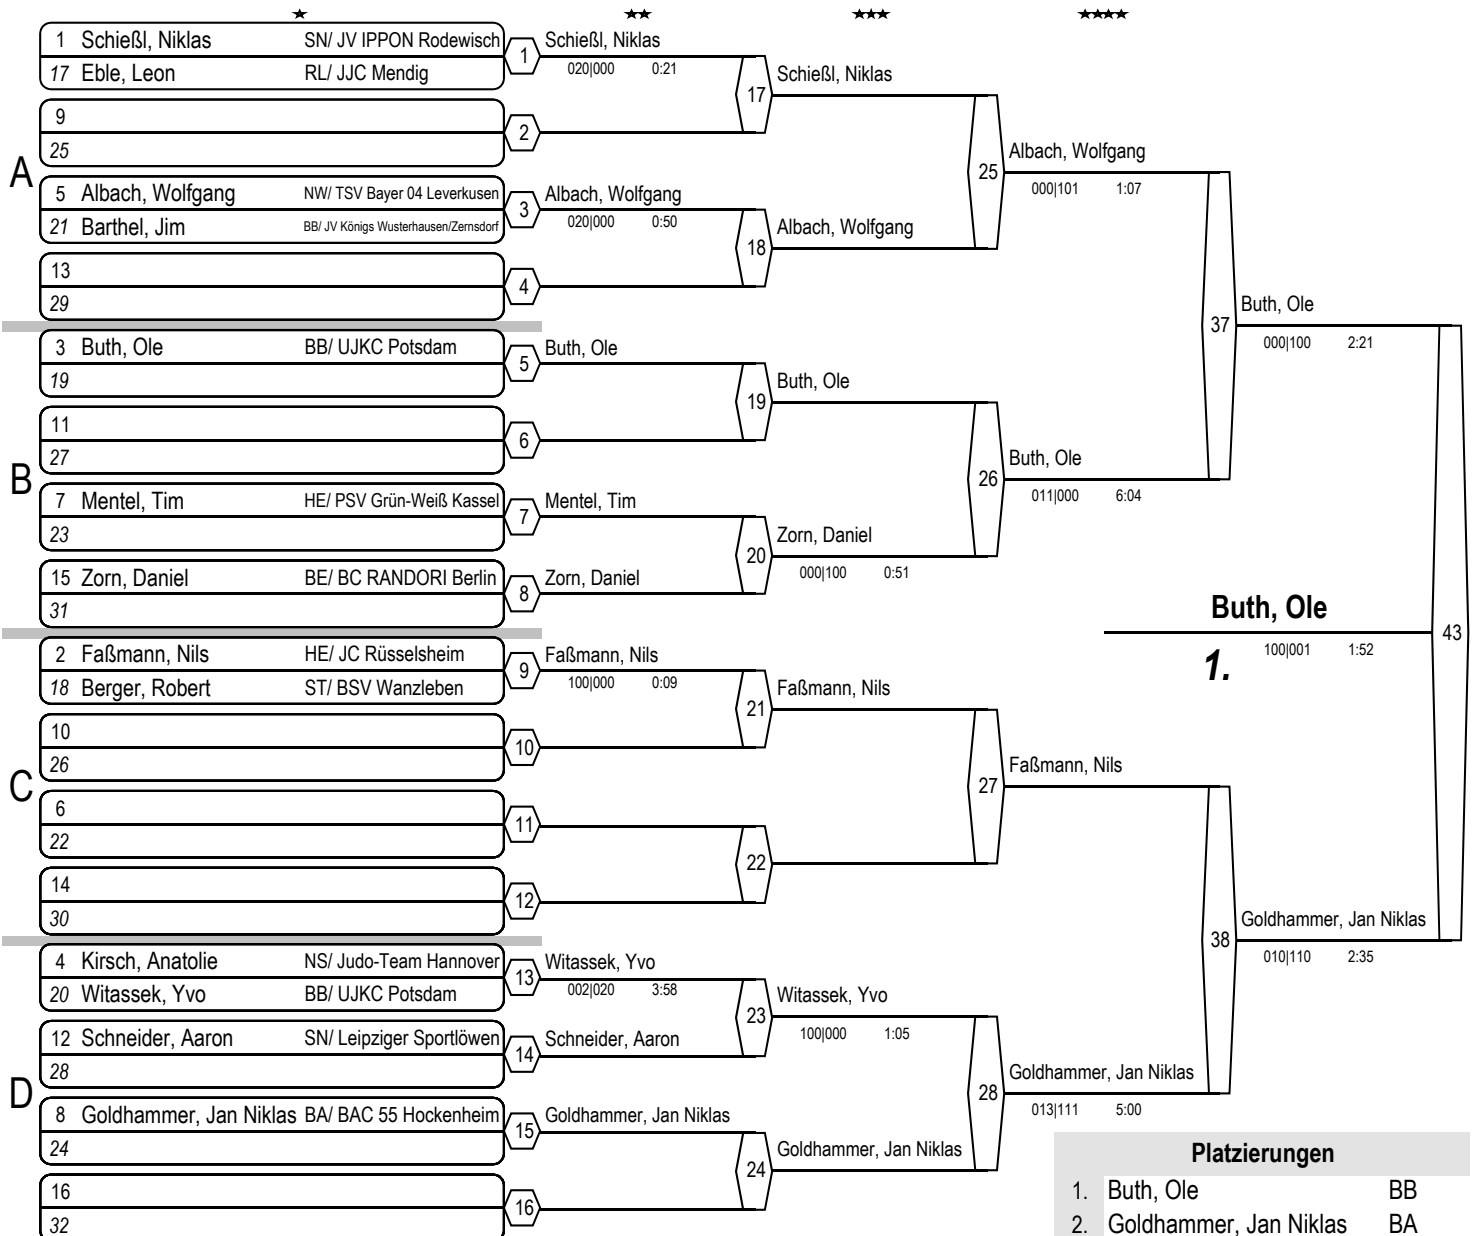 1 Schießl, Niklas SN/ JV IPPON Rodewisch
17 Eble, Leon RL/ JJC Mendig
1
Schießl, Niklas
020|000 0:21
9
25
2
17
Schießl, Niklas
A
5 Albach, Wolfgang NW/ TSV Bayer 04 Leverkusen
21 Barthel, Jim BB/ JV Königs Wusterhausen/Zernsdorf
3
Albach, Wolfgang
020|000 0:50
13
29
4
18
Albach, Wolfgang
25
Albach, Wolfgang
000|101 1:07
3 Buth, Ole BB/ UJKC Potsdam
19
5
Buth, Ole
11
27
6
19
Buth, Ole
B
7 Mentel, Tim HE/ PSV Grün-Weiß Kassel
23
7
Mentel, Tim
15 Zorn, Daniel BE/ BC RANDORI Berlin
31
8
Zorn, Daniel
20
Zorn, Daniel
000|100 0:51
26
Buth, Ole
011|000 6:04
37
Buth, Ole
000|100 2:21
2 Faßmann, Nils HE/ JC Rüsselsheim
18 Berger, Robert ST/ BSV Wanzleben
9
Faßmann, Nils
100|000 0:09
10
26
10
21
Faßmann, Nils
C
6
22
11
14
30
12
22
27
Faßmann, Nils
4 Kirsch, Anatolie NS/ Judo-Team Hannover
20 Witassek, Yvo BB/ UJKC Potsdam
13
Witassek, Yvo
002|020 3:58
12 Schneider, Aaron SN/ Leipziger Sportlöwen
28
14
Schneider, Aaron
23
Witassek, Yvo
100|000 1:05
D
8 Goldhammer, Jan Niklas BA/ BAC 55 Hockenheim
24
15
Goldhammer, Jan Niklas
16
32
16
24
Goldhammer, Jan Niklas
28
Goldhammer, Jan Niklas
013|111 5:00
38
Goldhammer, Jan Niklas
010|110 2:35
43
Buth, Ole
1.
100|001 1:52
Platzierungen
1. Buth, Ole BB
2. Goldhammer, Jan Niklas BA